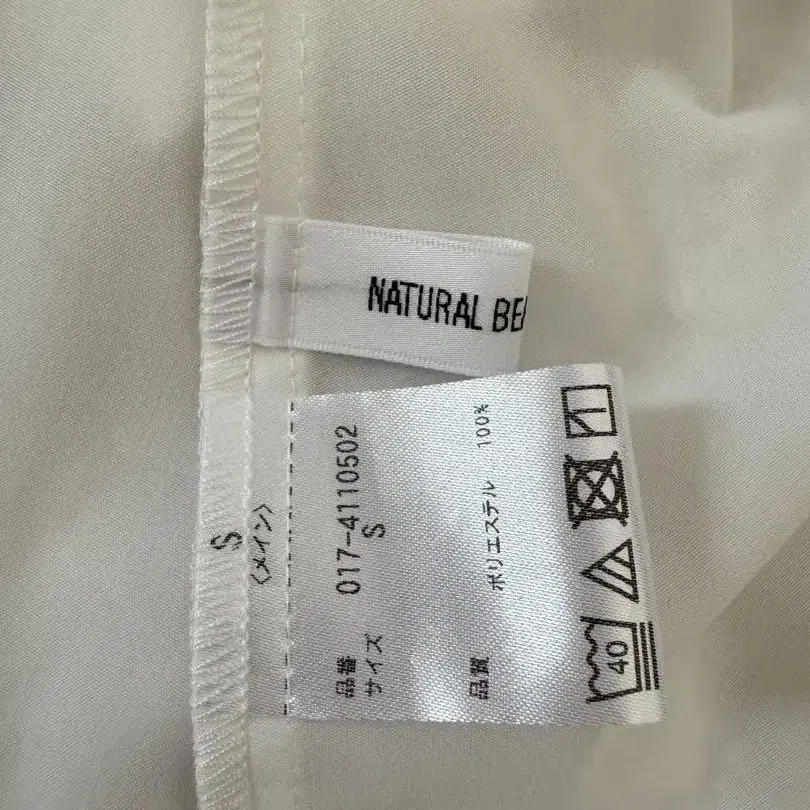 NATURAL BEA
S
〈メイン〉
品番 017-4110502
サイズ S
品質 ポリエステル 100%
40